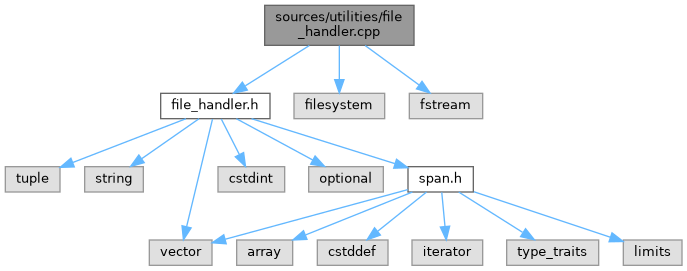 sources/utilities/file
_handler.cpp
file_handler.h
filesystem
fstream
tuple
string
cstdint
optional
span.h
vector
array
cstddef
iterator
type_traits
limits